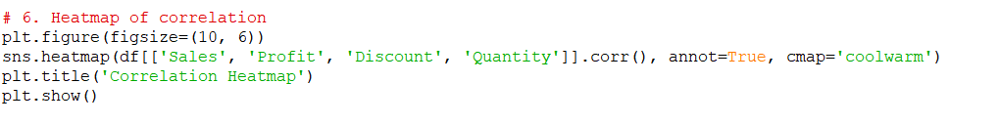 # 6. Heatmap of correlation
plt.figure(figsize=(10, 6))
sns.heatmap(df[['Sales', 'Profit', 'Discount', 'Quantity']].corr(), annot=True, cmap='coolwarm')
plt.title('Correlation Heatmap')
plt.show()